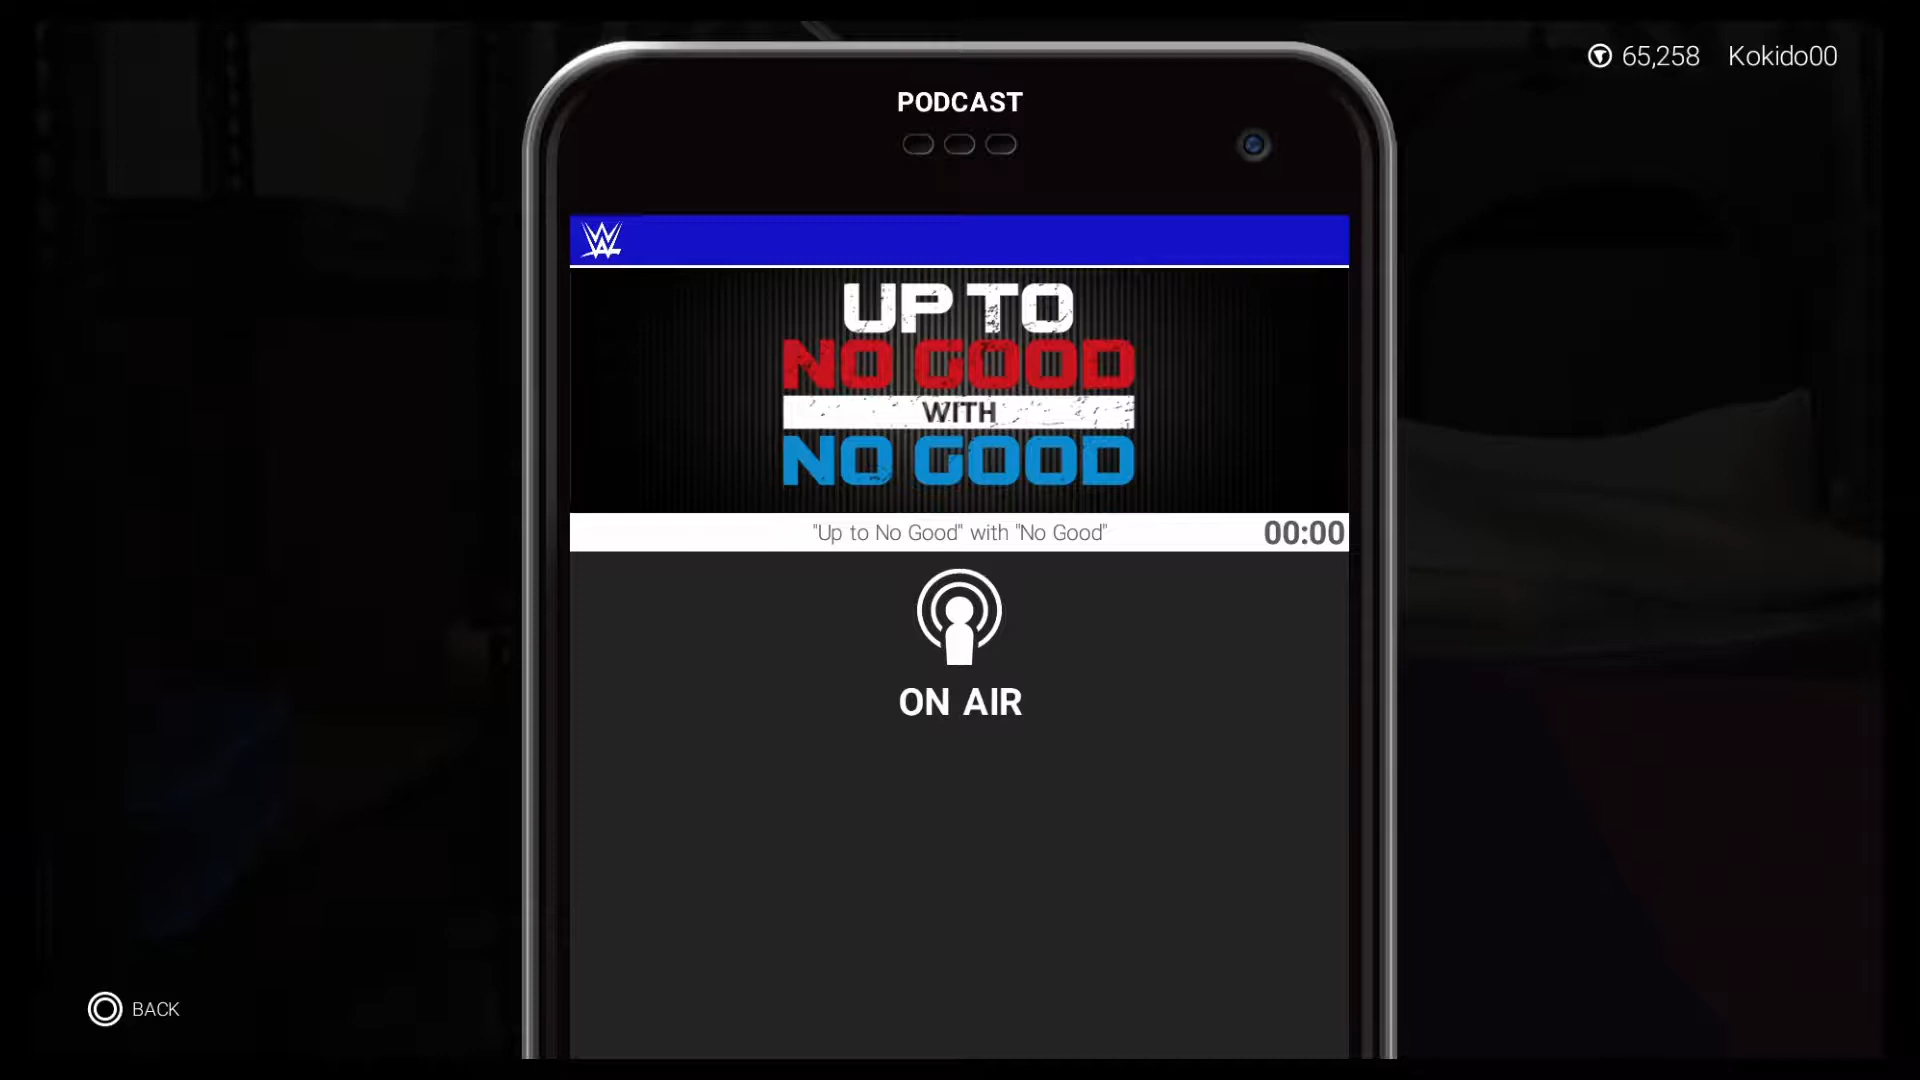 65,258 Kokido00
PODCAST
W
UP TO
NO GOOD
WITH
NO GOOD
"Up to No Good" with "No Good" 00:00
ON AIR
BACK